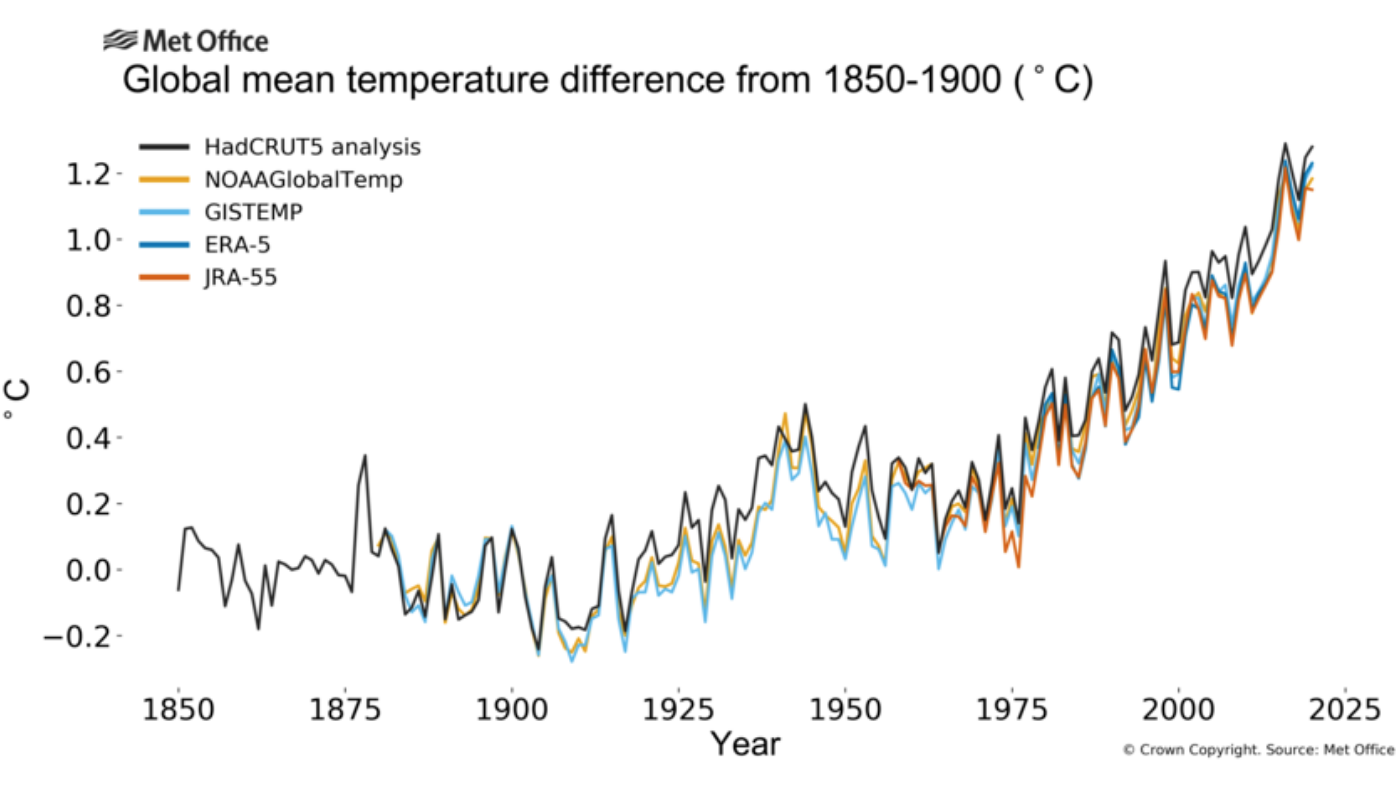 Met Office
Global mean temperature difference from 1850-1900 (°C)
HadCRUT5 analysis
NOAAGlobalTemp
GISTEMP
ERA-5
JRA-55
1.2
1.0
0.8
0.6
0.4
0.2
0.0
−0.2
°C
1850 1875 1900 1925 1950 1975 2000 2025
Year
© Crown Copyright. Source: Met Office